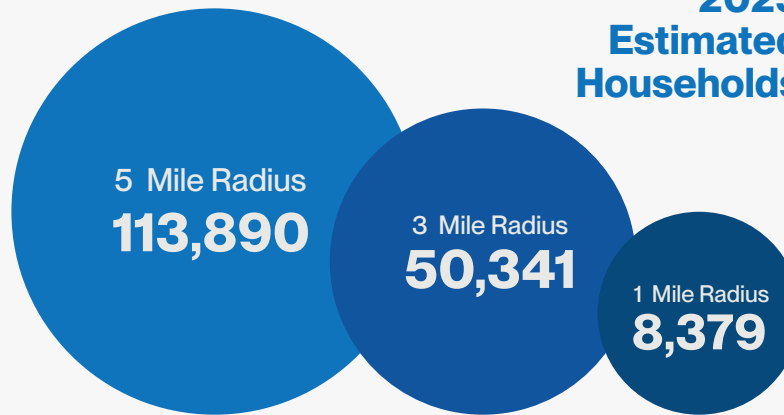 Estimated
Households
5 Mile Radius
113,890
3 Mile Radius
50,341
1 Mile Radius
8,379